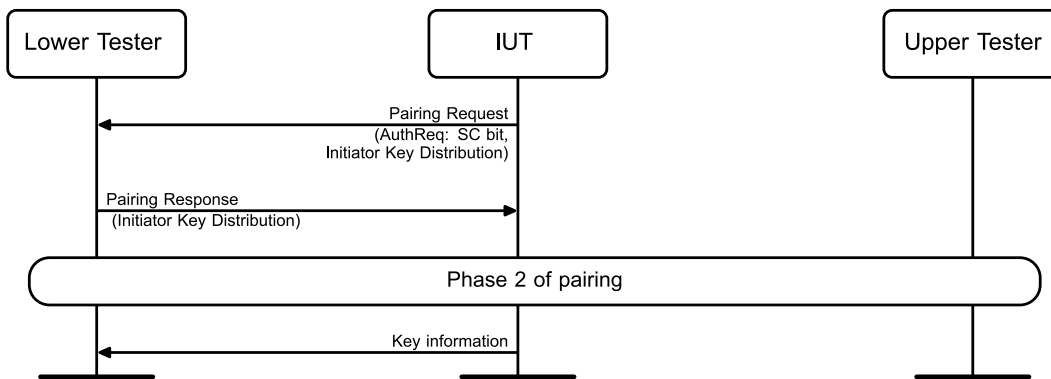 Lower Tester
IUT
Upper Tester
Pairing Request
(AuthReq: SC bit,
Initiator Key Distribution)
Pairing Response
(Initiator Key Distribution)
Phase 2 of pairing
Key information